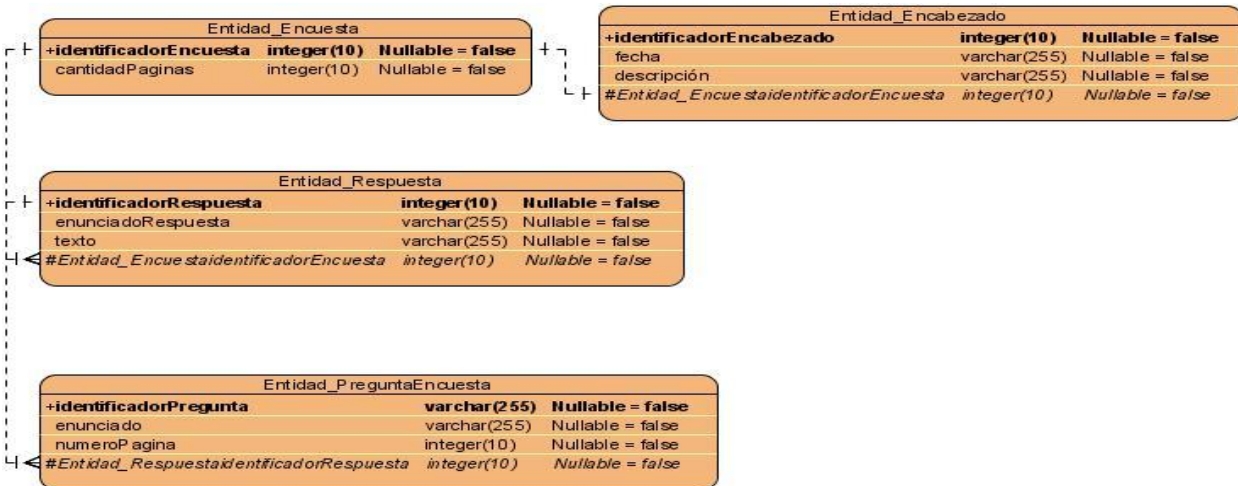 Entidad_Encuesta
+identificadorEncuesta integer(10) Nullable = false
cantidadPaginas integer(10) Nullable = false
Entidad_Encabezado
+identificadorEncabezado integer(10) Nullable = false
fecha varchar(255) Nullable = false
descripción varchar(255) Nullable = false
#Entidad_EncuestaidentificadorEncuesta integer(10) Nullable = false
Entidad_Respuesta
+identificadorRespuesta integer(10) Nullable = false
enunciadoRespuesta varchar(255) Nullable = false
texto varchar(255) Nullable = false
#Entidad_EncuestaidentificadorEncuesta integer(10) Nullable = false
Entidad_PreguntaEncuesta
+identificadorPregunta varchar(255) Nullable = false
enunciado varchar(255) Nullable = false
numeroPagina integer(10) Nullable = false
#Entidad_RespuestaidentificadorRespuesta integer(10) Nullable = false